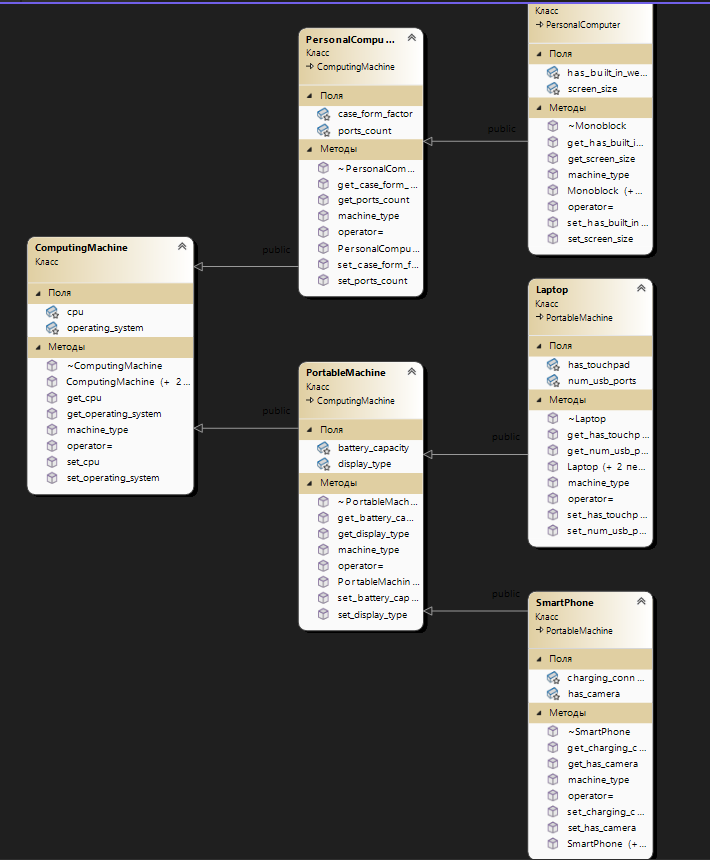 ComputingMachine
Класс
Поля
cpu
operating_system
Методы
~ComputingMachine
ComputingMachine (+ 2...
get_cpu
get_operating_system
machine_type
operator=
set_cpu
set_operating_system
public
public
PersonalCompu ...
Класс
ComputingMachine
Поля
case_form_factor
ports_count
Методы
~PersonalCom...
get_case_form_...
get_ports_count
machine_type
operator=
PersonalCompu...
set_case_form_f...
set_ports_count
PortableMachine
Класс
ComputingMachine
Поля
battery_capacity
display_type
Методы
~PortableMach...
get_battery_ca...
get_display_type
machine_type
operator=
PortableMachin...
set_battery_cap...
set_display_type
public
public
public
Класс
PersonalComputer
Поля
has_built_in_we...
screen_size
Методы
~Monoblock
get_has_built_i...
get_screen_size
machine_type
Monoblock (+...
operator=
set_has_built_in...
set_screen_size
Laptop
Класс
PortableMachine
Поля
has_touchpad
num_usb_ports
Методы
~Laptop
get_has_touchp...
get_num_usb_p...
Laptop (+ 2 ne...
machine_type
operator=
set_has_touchp...
set_num_usb_p...
SmartPhone
Класс
PortableMachine
Поля
charging_conn...
has_camera
Методы
~SmartPhone
get_charging_c...
get_has_camera
machine_type
operator=
set_charging_c...
set_has_camera
SmartPhone (+...